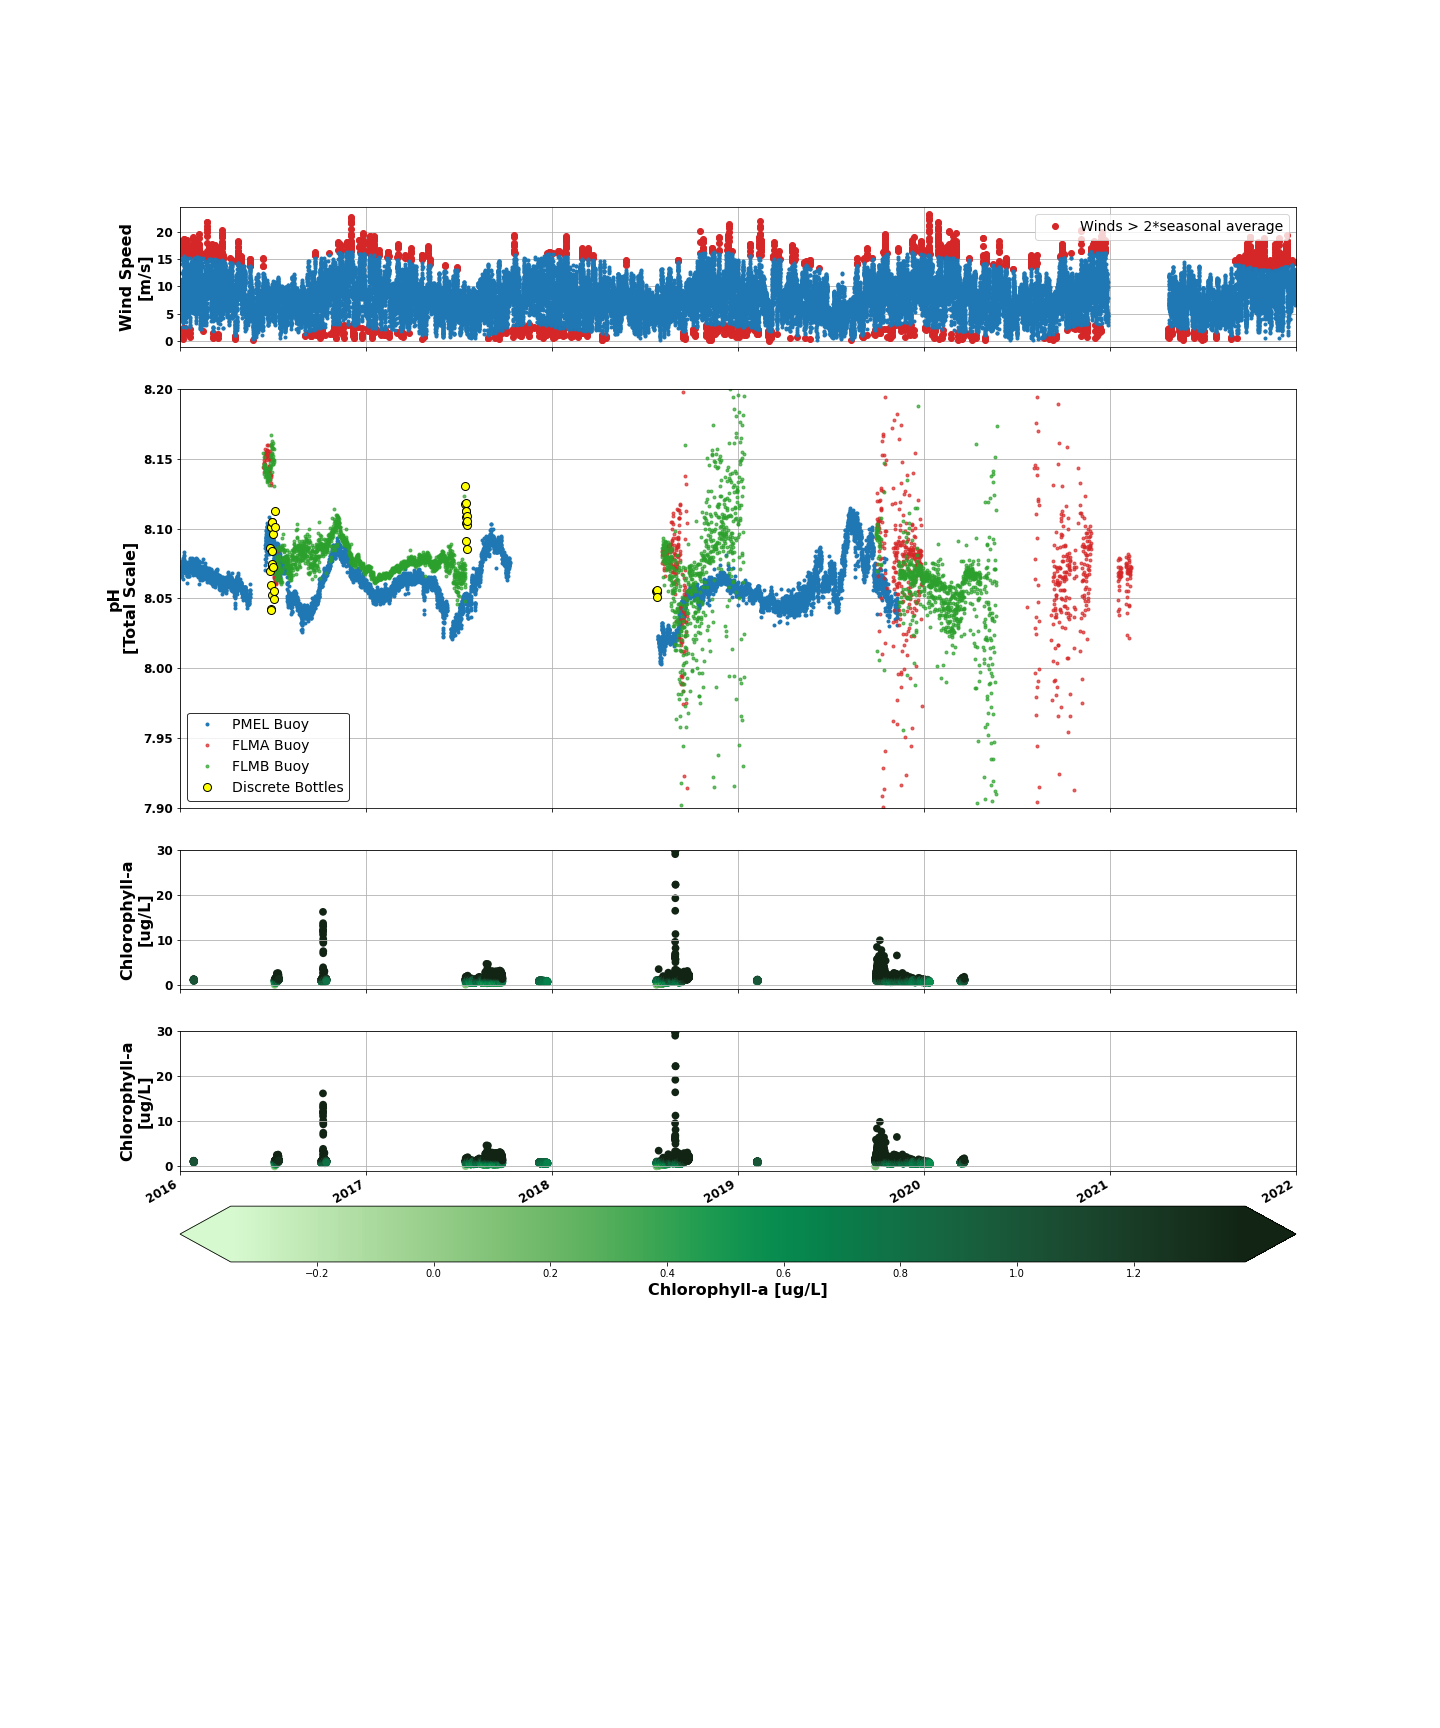 Wind Speed
[m/s]
20
15
10
5
0
Winds > 2*seasonal average
pH
[Total Scale]
8.20
8.15
8.10
8.05
8.00
7.95
7.90
PMEL Buoy
FLMA Buoy
FLMB Buoy
Discrete Bottles
Chlorophyll-a
[ug/L]
30
20
10
0
Chlorophyll-a
[ug/L]
30
20
10
0
2016 2017 2018 2019 2020 2021 2022
−0.2 0.0 0.2 0.4 0.6 0.8 1.0 1.2
Chlorophyll-a [ug/L]